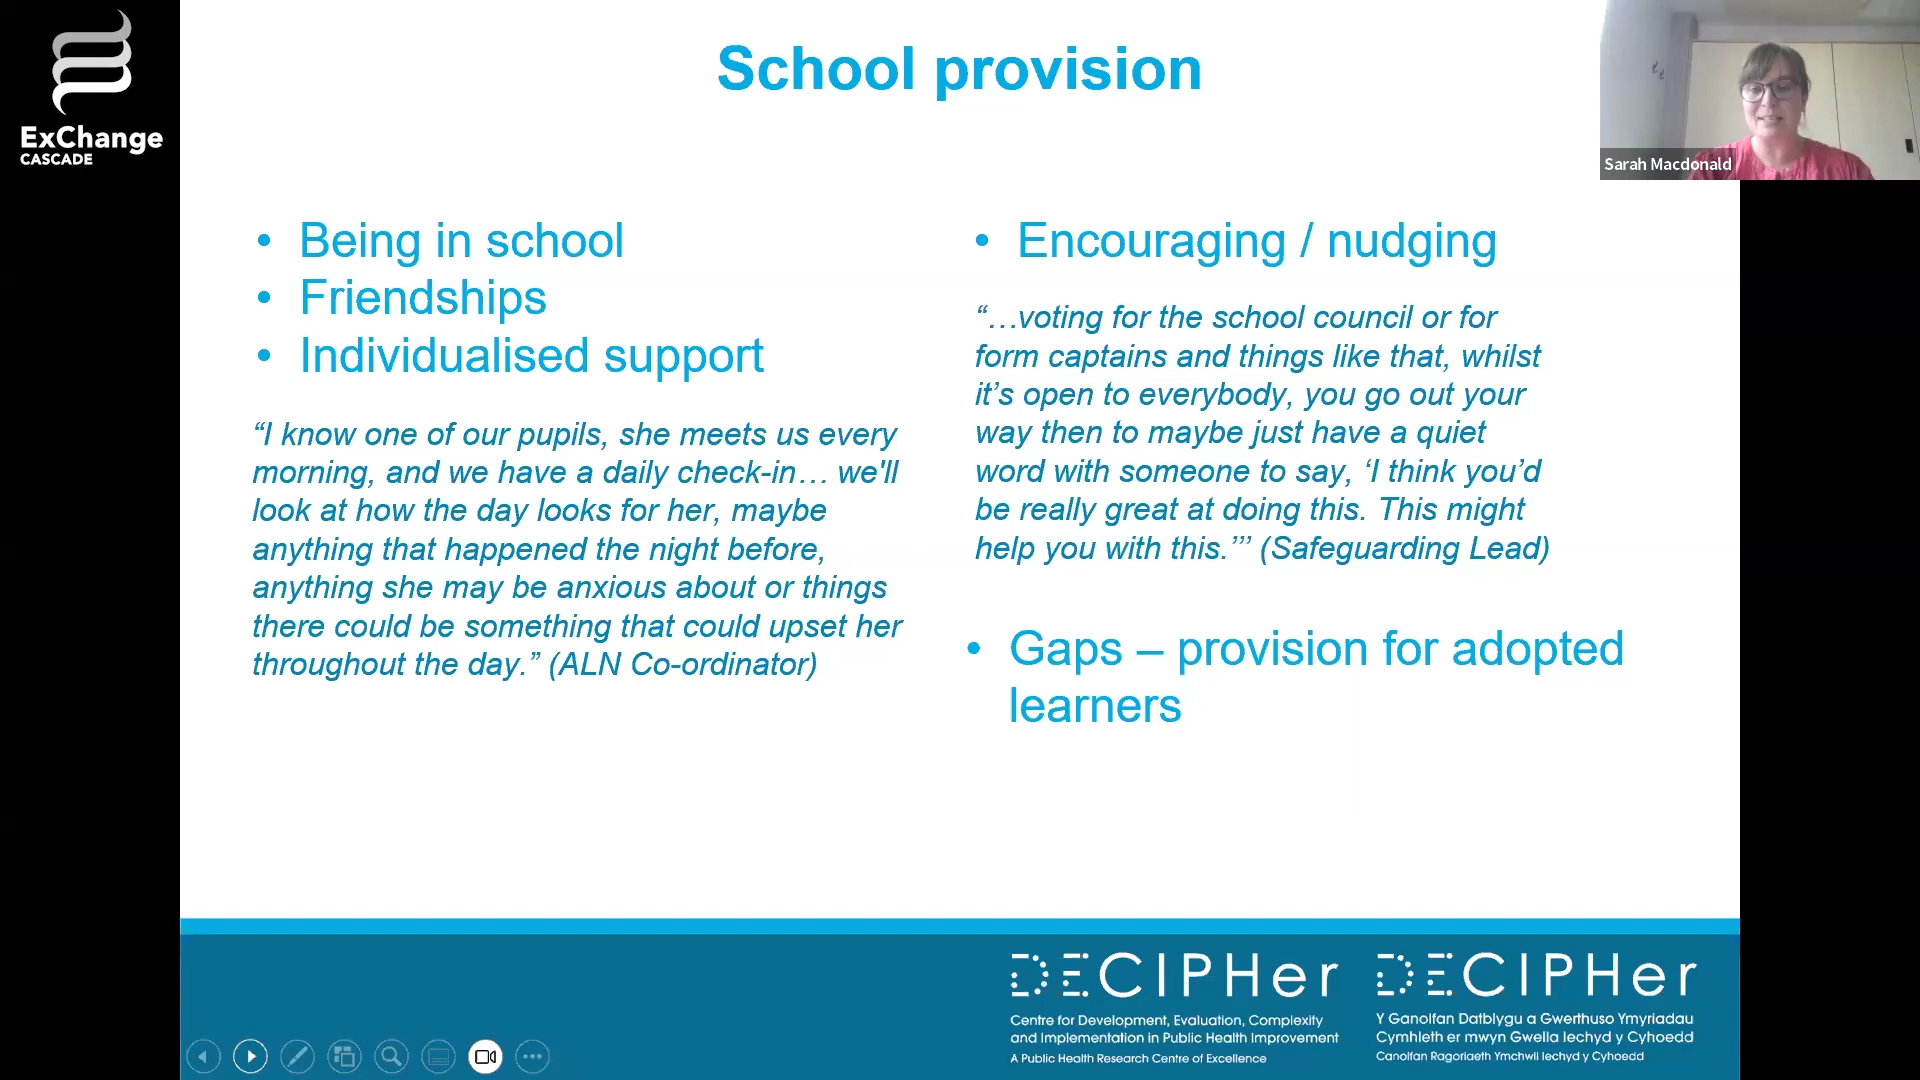 ExChange
CASCADE
School provision
Sarah Macdonald
• Being in school
• Friendships
• Individualised support
“I know one of our pupils, she meets us every
morning, and we have a daily check-in… we'll
look at how the day looks for her, maybe
anything that happened the night before,
anything she may be anxious about or things
there could be something that could upset her
throughout the day.” (ALN Co-ordinator)
• Encouraging / nudging
“…voting for the school council or for
form captains and things like that, whilst
it’s open to everybody, you go out your
way then to maybe just have a quiet
word with someone to say, ‘I think you’d
be really great at doing this. This might
help you with this.’” (Safeguarding Lead)
• Gaps – provision for adopted
learners
DECIPHer
Centre for Development, Evaluation, Complexity
and Implementation in Public Health Improvement
A Public Health Research Centre of Excellence
DECIPHer
Y Ganolfan Datblygu a Gwerthuso Ymyriadau
Cymhleth er mwyn Gwella Iechyd y Cyhoedd
Canolfan Ragoriaeth Ymchwil Iechyd y Cyhoedd